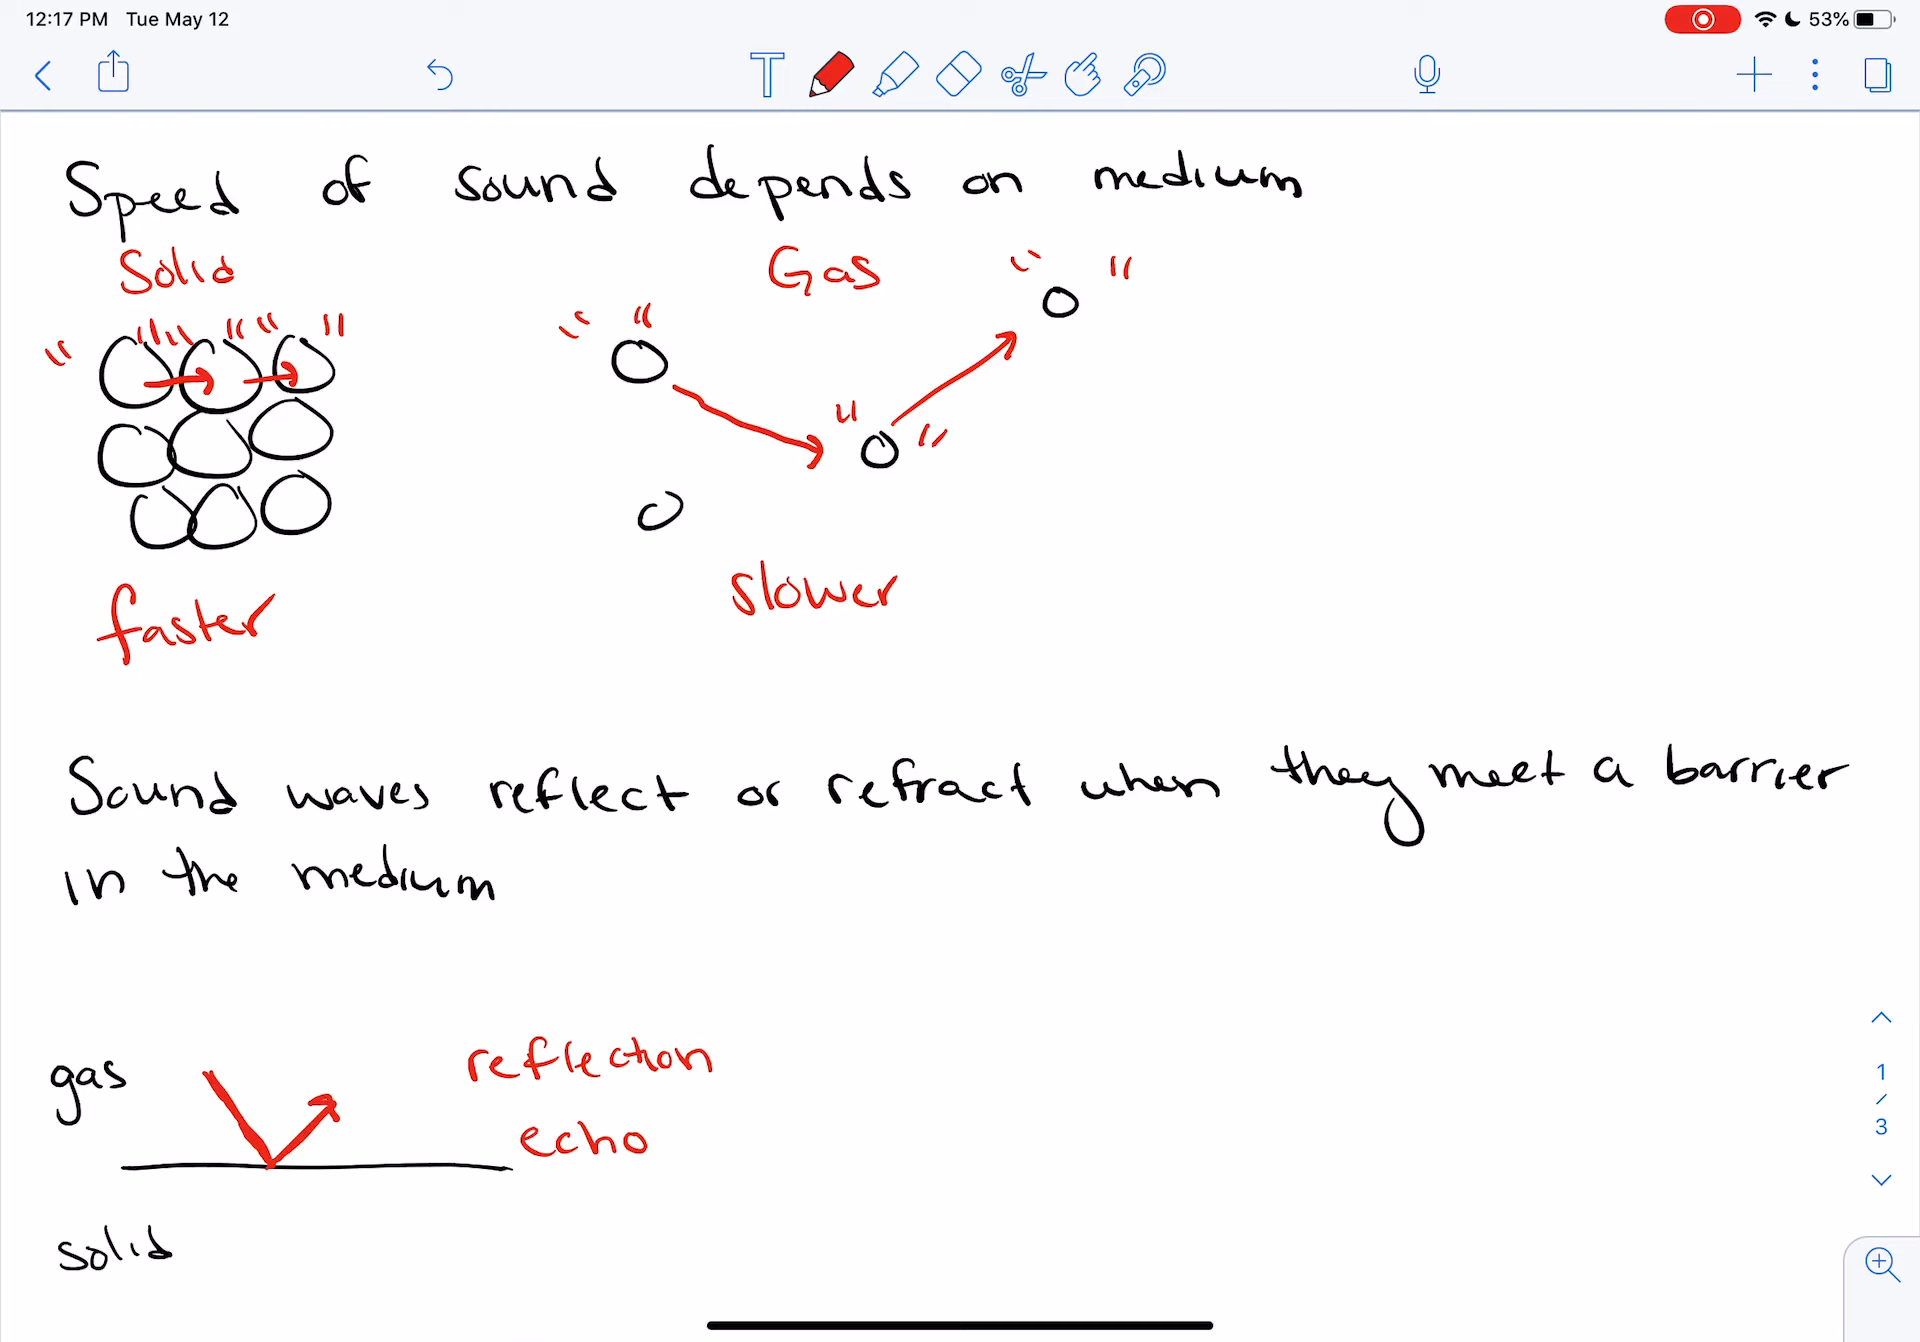 12:17 PM Tue May 12
53%
T
Speed of sound depends on medium
Solid
Gas
faster
slower
Sound waves reflect or refract when they meet a barrier
in the medium
gas
reflection
echo
solid
1
/
3